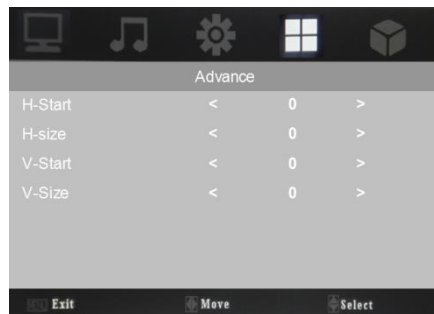 Advance
H-Start < 0 >
H-size < 0 >
V-Start < 0 >
V-Size < 0 >
Exit Move Select